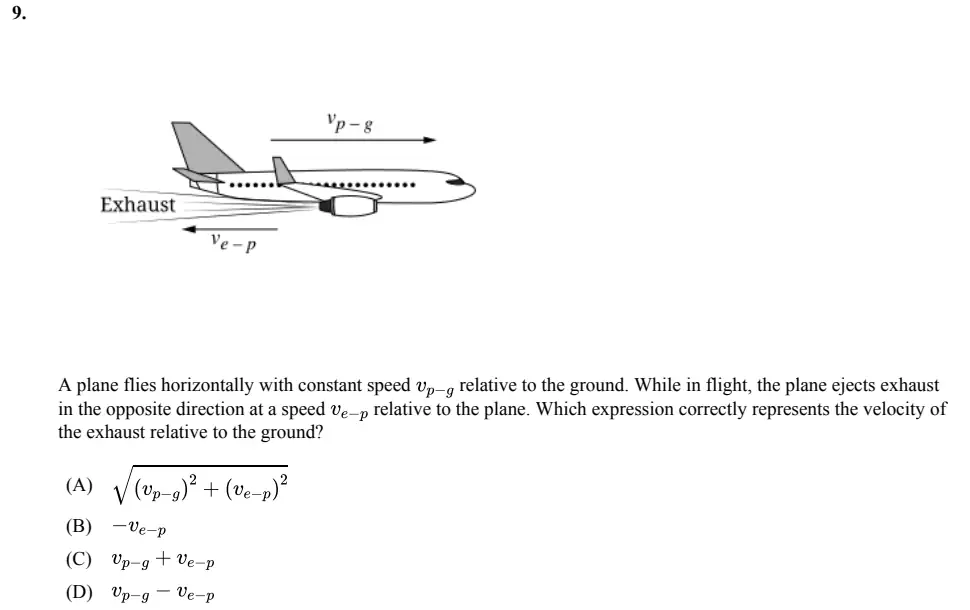 9.
vₚ₋g
Exhaust
vₑ₋ₚ
A plane flies horizontally with constant speed vₚ₋g relative to the ground. While in flight, the plane ejects exhaust
in the opposite direction at a speed vₑ₋ₚ relative to the plane. Which expression correctly represents the velocity of
the exhaust relative to the ground?
(A) √((vₚ₋g)² + (vₑ₋ₚ)²)
(B) −vₑ₋ₚ
(C) vₚ₋g + vₑ₋ₚ
(D) vₚ₋g − vₑ₋ₚ